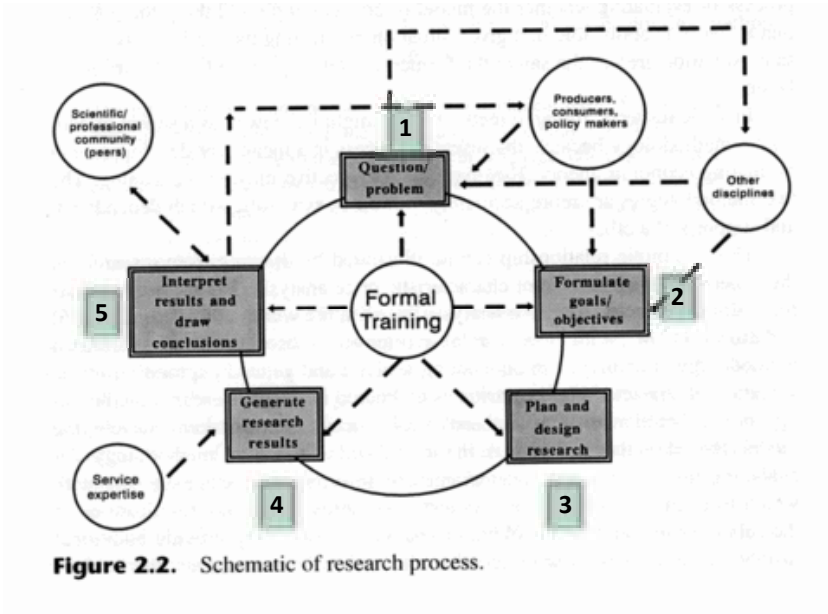 Scientific/
professional
community
(peers)
1
Producers,
consumers,
policy makers
Question/
problem
Other
disciplines
5
Interpret
results and
draw
conclusions
Formal
Training
Formulate
goals/
objectives
2
Generate
research
results
Plan and
design
research
Service
expertise
4
3
Figure 2.2. Schematic of research process.